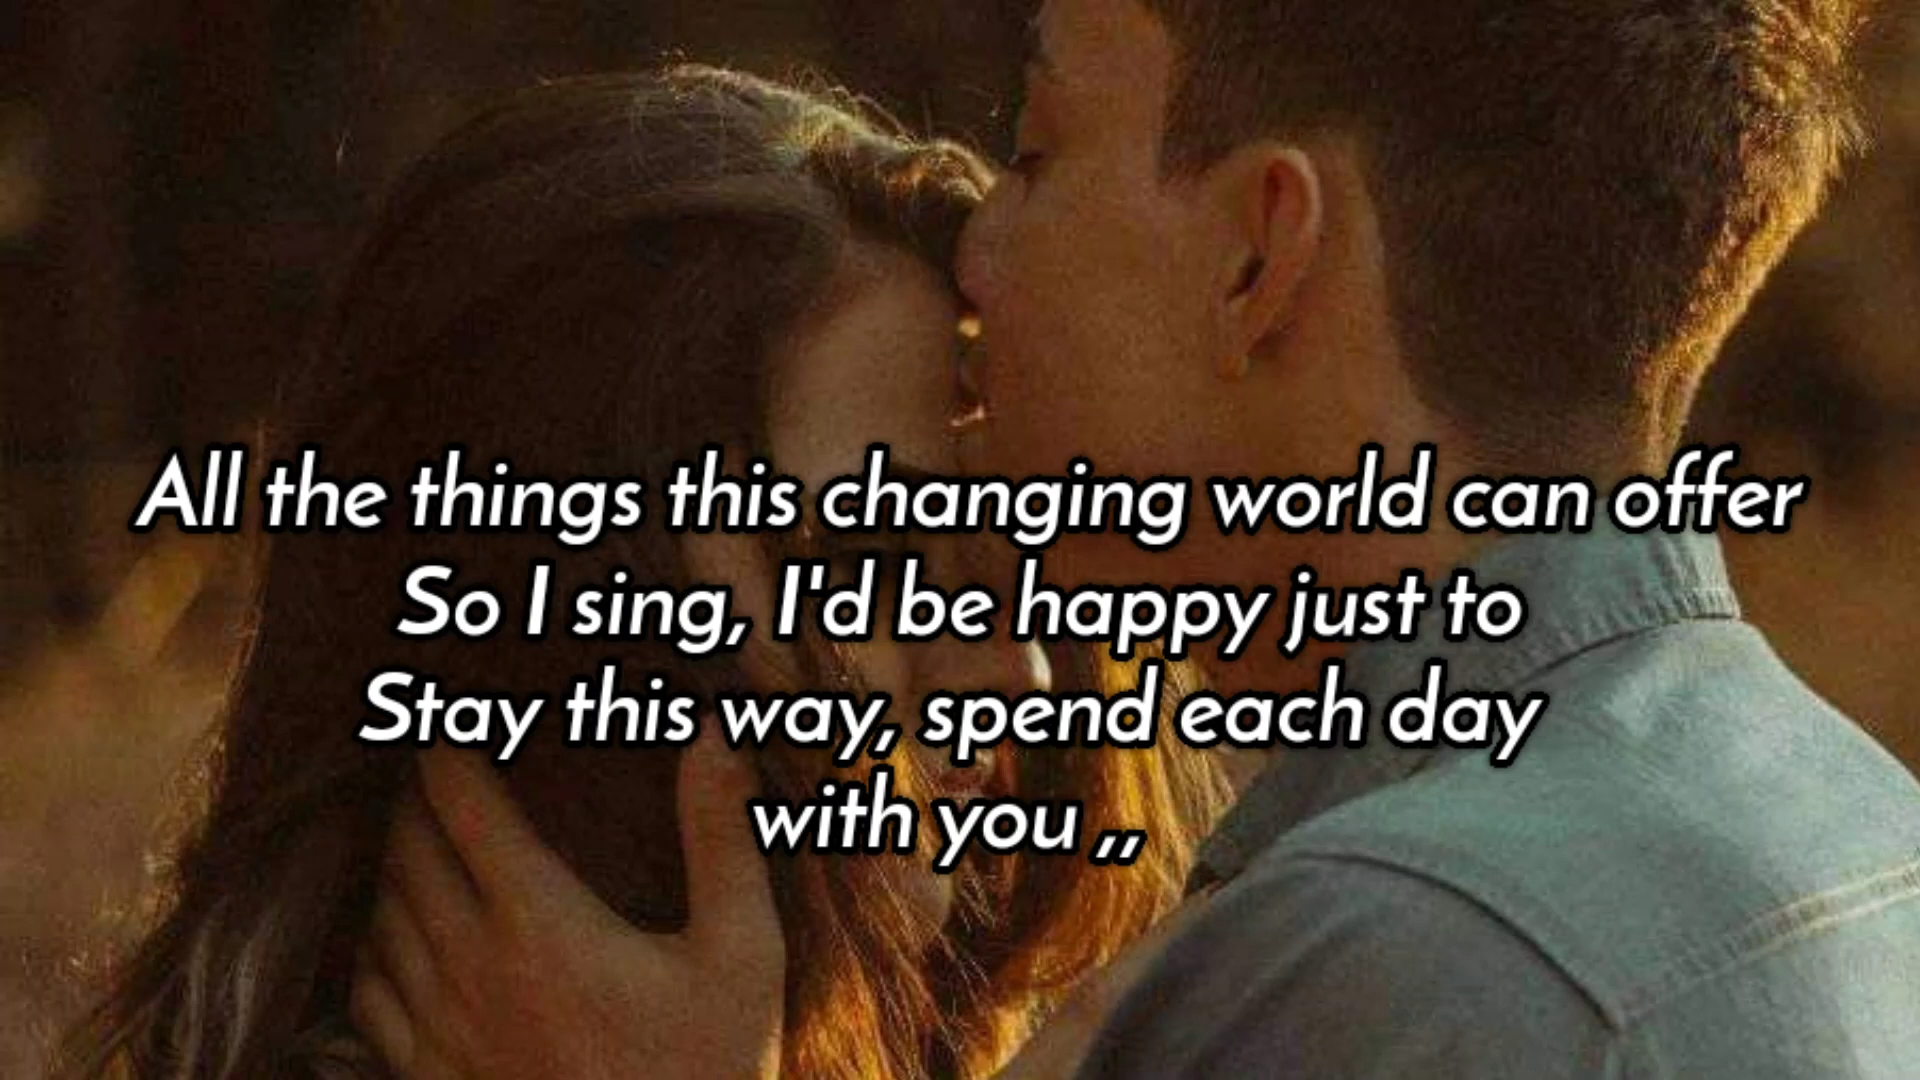 All the things this changing world can offer
So I sing, I'd be happy just to
Stay this way, spend each day
with you ,,